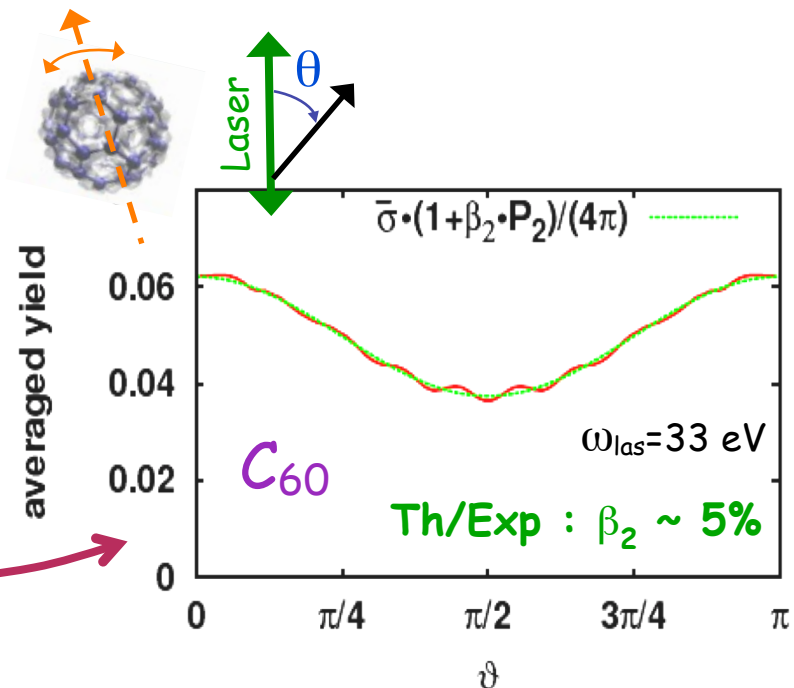 Laser
θ
σ̄•(1+β₂•P₂)/(4π)
averaged yield
0.06
0.04
0.02
0
C₆₀
ω_las=33 eV
Th/Exp : β₂ ~ 5%
0 π/4 π/2 3π/4 π
ϑ